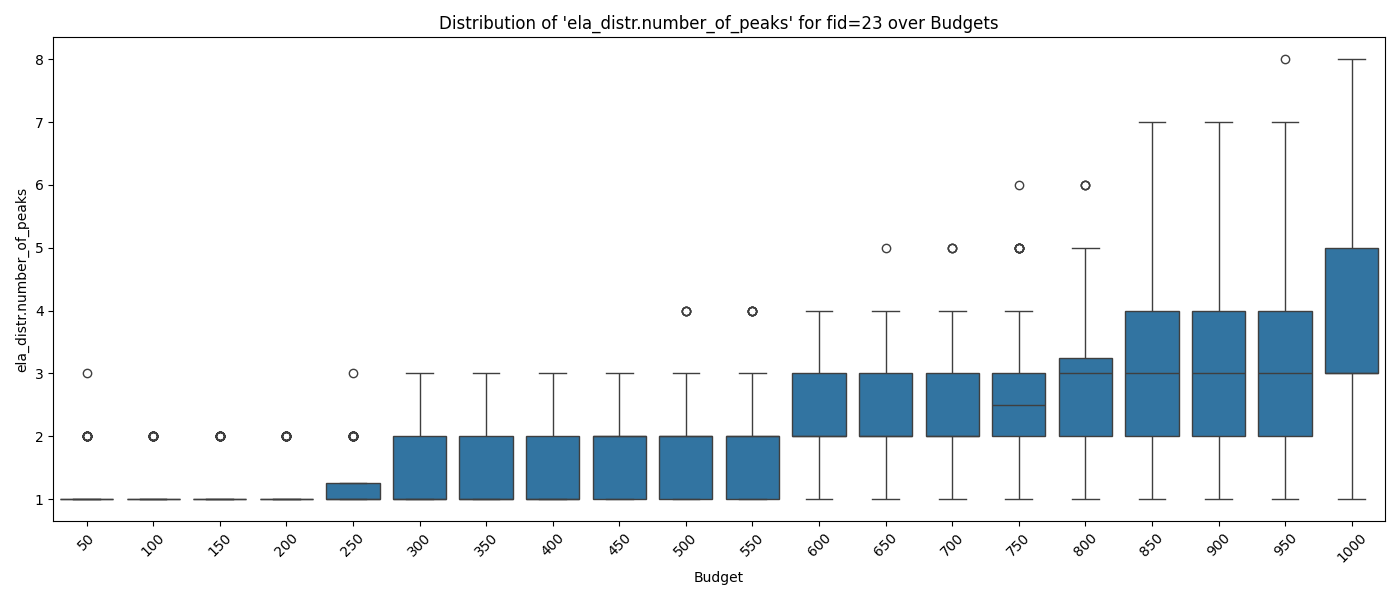 Distribution of 'ela_distr.number_of_peaks' for fid=23 over Budgets
ela_distr.number_of_peaks
8
7
6
5
4
3
2
1
50 100 150 200 250 300 350 400 450 500 550 600 650 700 750 800 850 900 950 1000
Budget